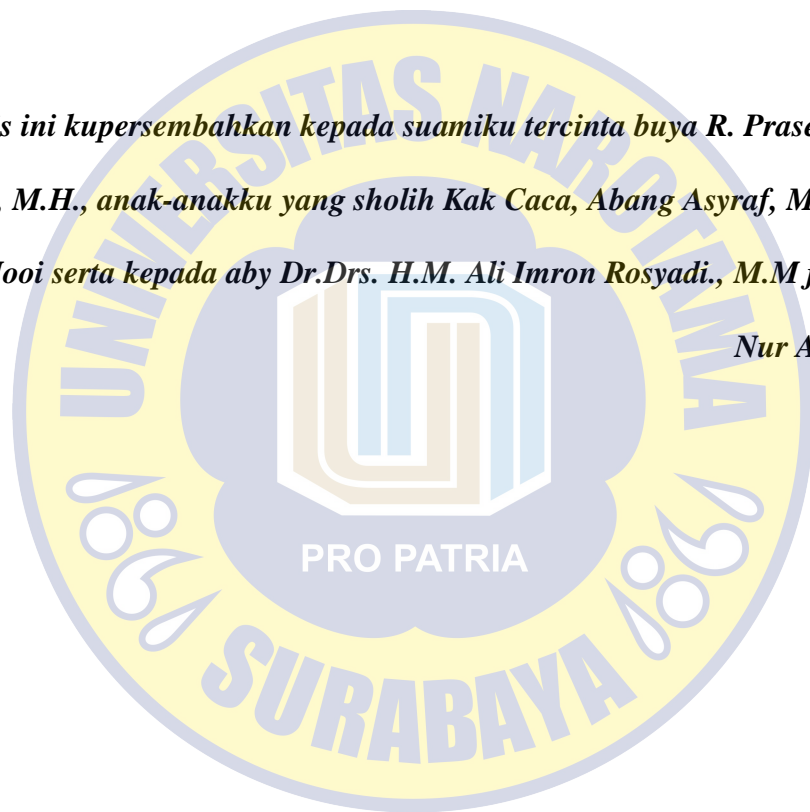 s ini kupersembahkan kepada suamiku tercinta buya R. Prase
, M.H., anak-anakku yang sholih Kak Caca, Abang Asyraf, M
ooi serta kepada aby Dr.Drs. H.M. Ali Imron Rosyadi., M.M j
Nur A
UNIVERSITAS NAROTAMA
PRO PATRIA
SURABAYA